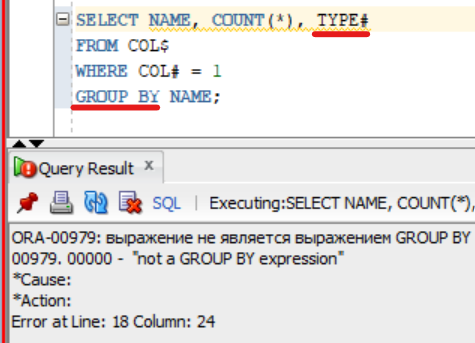 SELECT NAME, COUNT(*), TYPE#
FROM COL$
WHERE COL# = 1
GROUP BY NAME;
Query Result x
SQL | Executing:SELECT NAME, COUNT(*),
ORA-00979: выражение не является выражением GROUP BY
00979. 00000 - "not a GROUP BY expression"
*Cause:
*Action:
Error at Line: 18 Column: 24